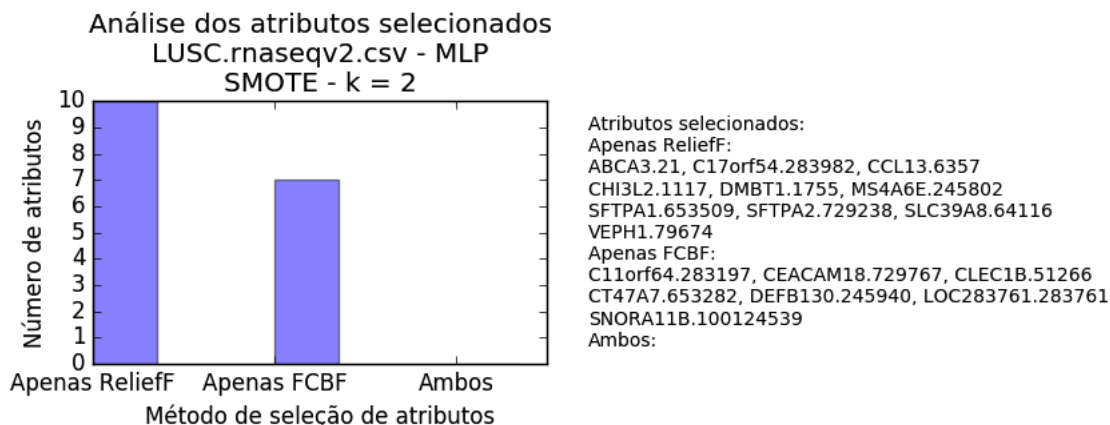 Análise dos atributos selecionados
LUSC.rnaseqv2.csv - MLP
SMOTE - k = 2
10
9
8
7
6
5
4
3
2
1
0
Número de atributos
Apenas ReliefF
Apenas FCBF
Ambos
Método de seleção de atributos
Atributos selecionados:
Apenas ReliefF:
ABCA3.21, C17orf54.283982, CCL13.6357
CHI3L2.1117, DMBT1.1755, MS4A6E.245802
SFTPA1.653509, SFTPA2.729238, SLC39A8.64116
VEPH1.79674
Apenas FCBF:
C11orf64.283197, CEACAM18.729767, CLEC1B.51266
CT47A7.653282, DEFB130.245940, LOC283761.283761
SNORA11B.100124539
Ambos: